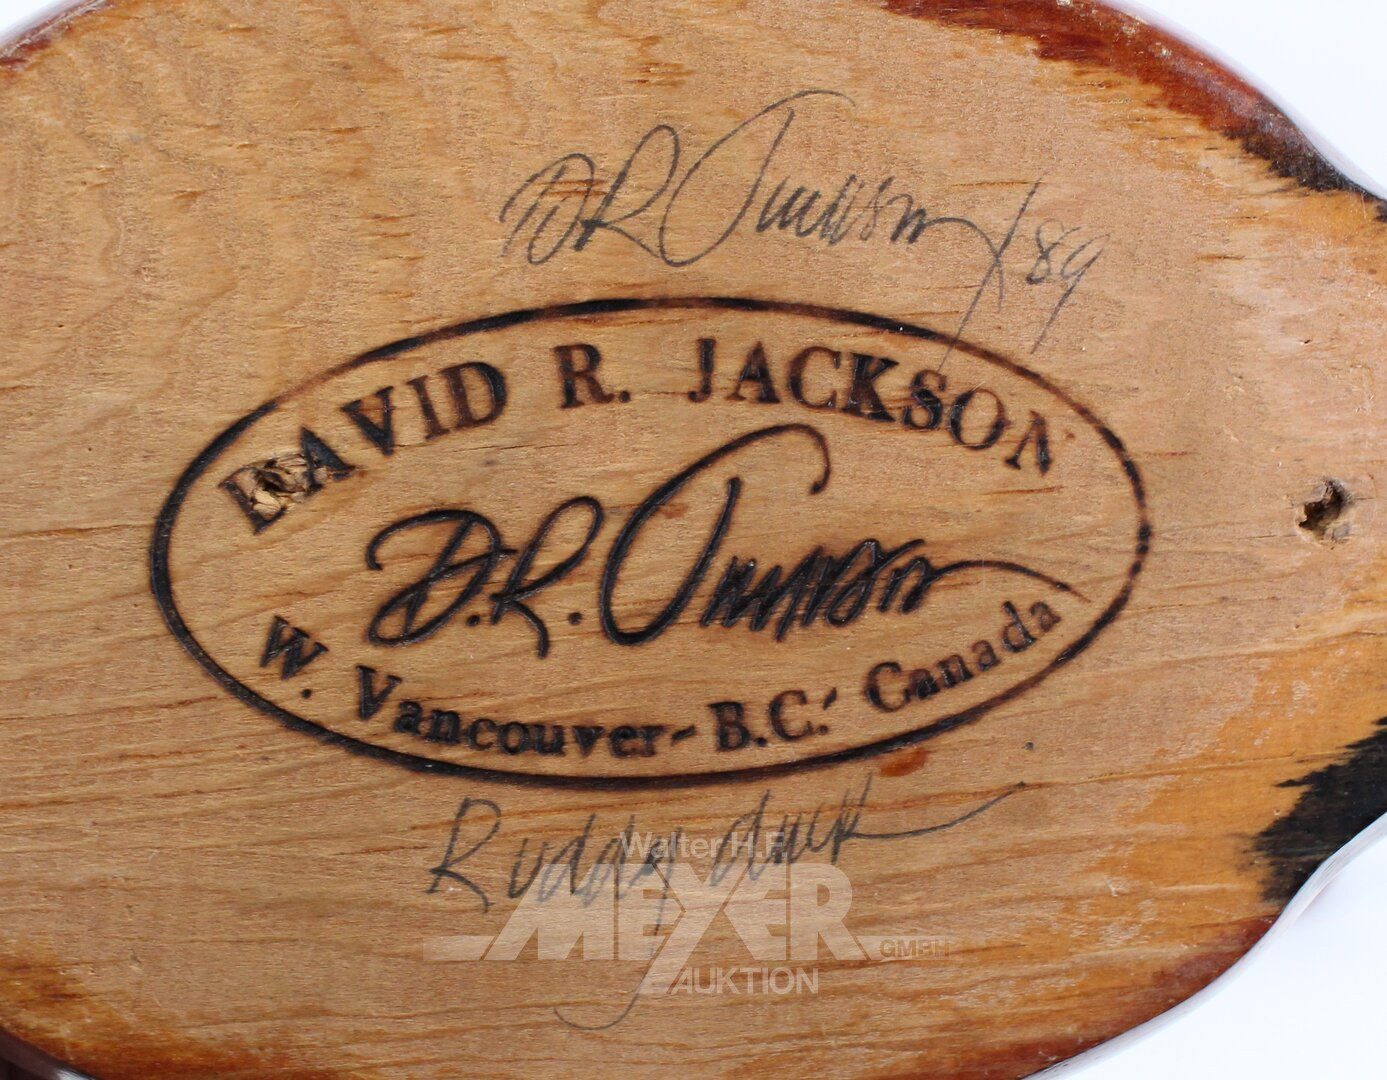 D R Jackson /89
DAVID R. JACKSON
D.R. Jackson
W. Vancouver - B.C. - Canada
Ruddy duck
Walter H.F.
MEYER GMBH
AUKTION